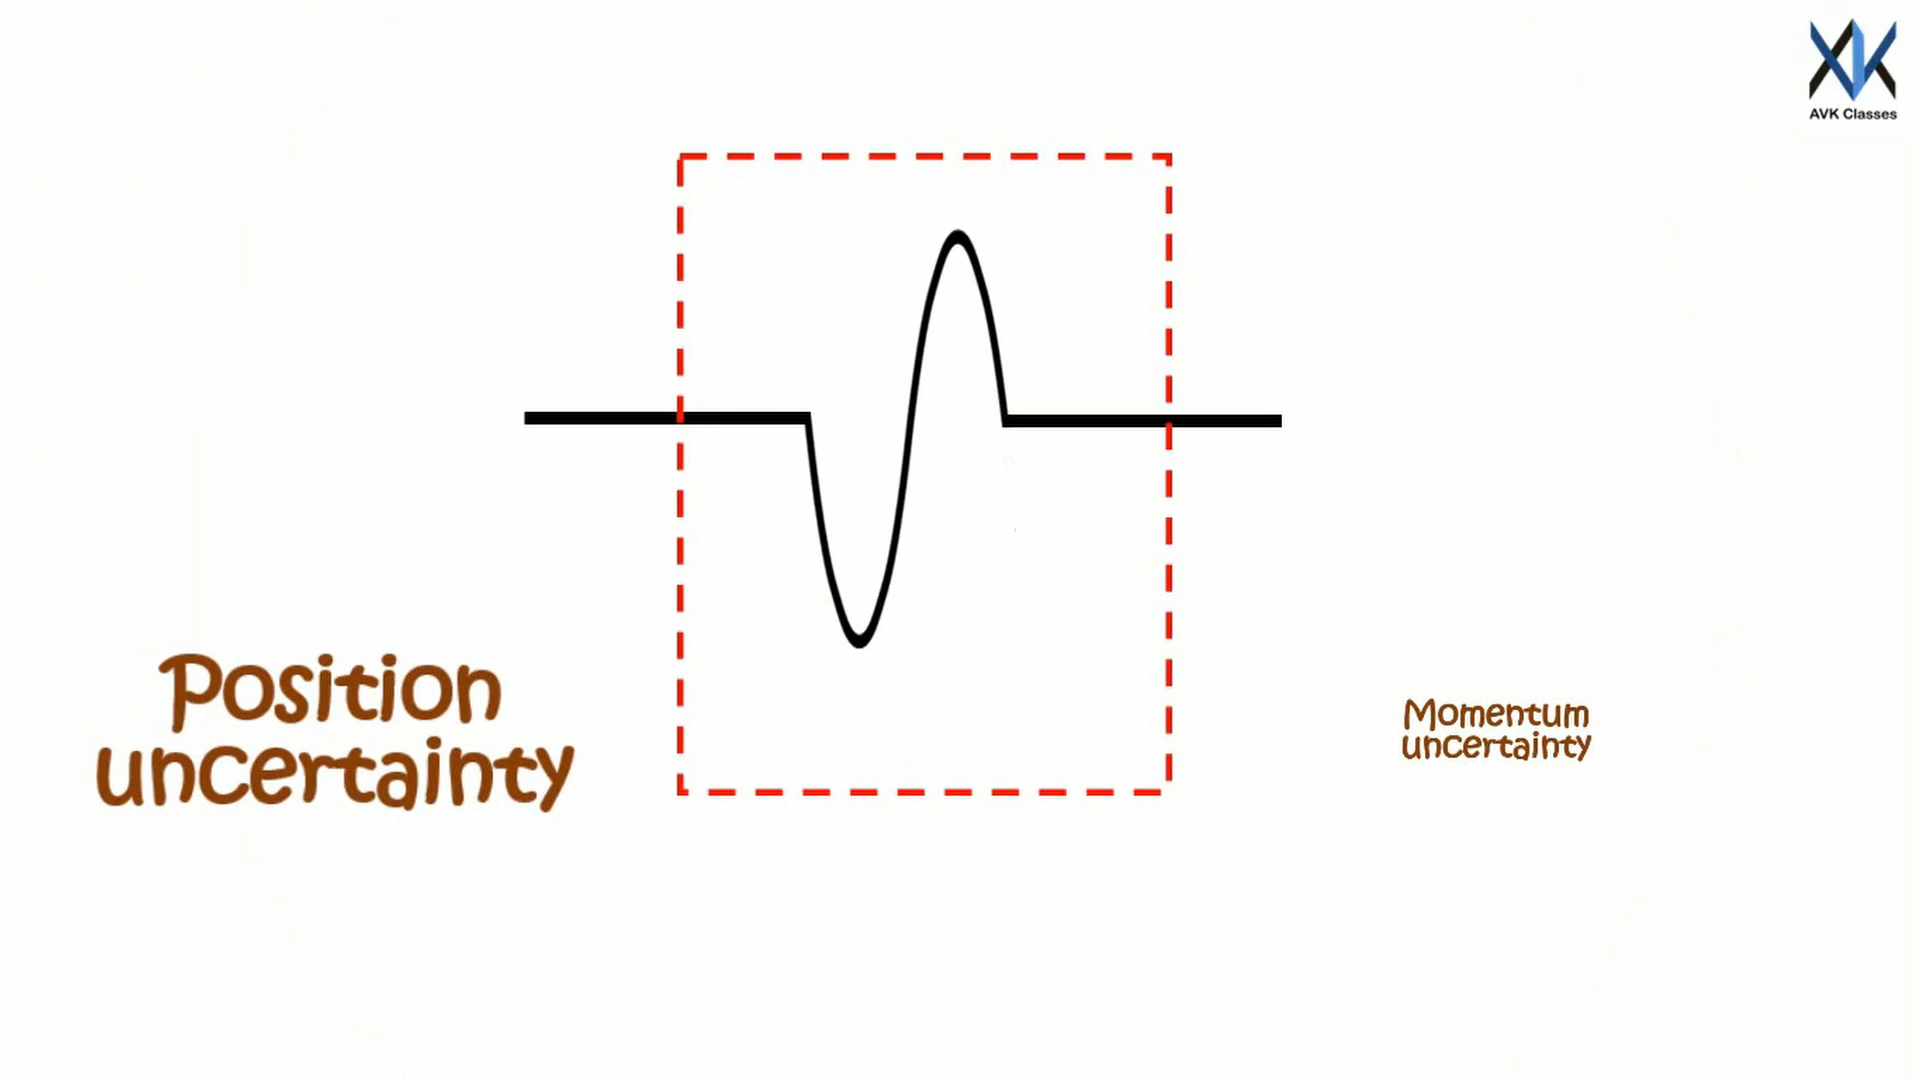 AVK Classes
Position
uncertainty
Momentum
uncertainty